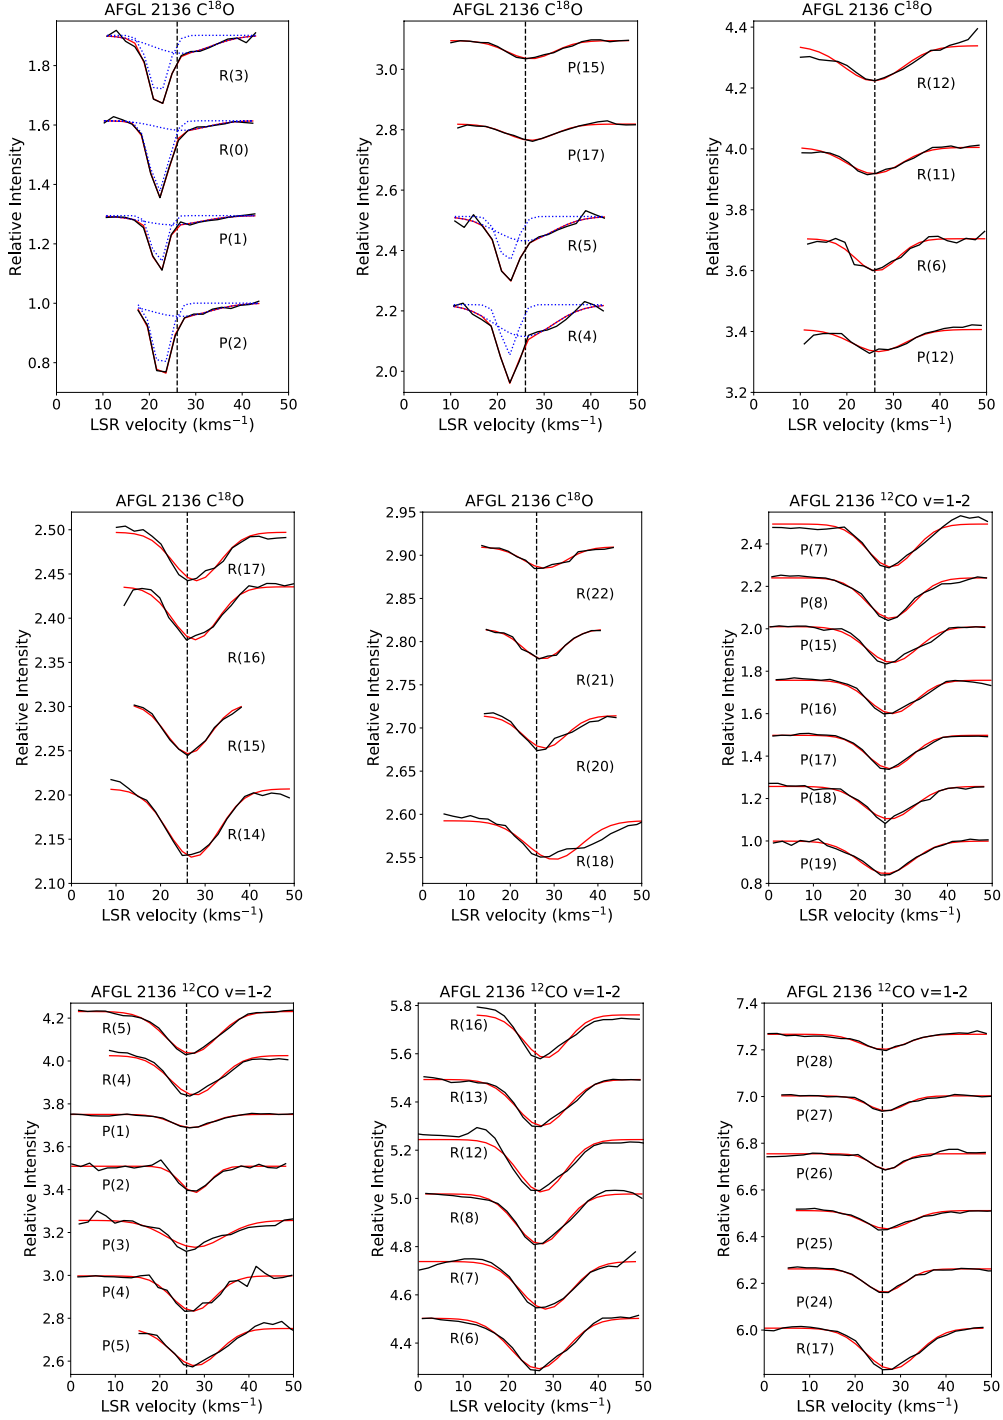 AFGL 2136 C¹⁸O
Relative Intensity
1.8
1.6
1.4
1.2
1.0
0.8
R(3)
R(0)
P(1)
P(2)
0 10 20 30 40 50
LSR velocity (kms⁻¹)
AFGL 2136 C¹⁸O
Relative Intensity
3.0
2.8
2.6
2.4
2.2
2.0
P(15)
P(17)
R(5)
R(4)
0 10 20 30 40 50
LSR velocity (kms⁻¹)
AFGL 2136 C¹⁸O
Relative Intensity
4.4
4.2
4.0
3.8
3.6
3.4
3.2
R(12)
R(11)
R(6)
P(12)
0 10 20 30 40 50
LSR velocity (kms⁻¹)
AFGL 2136 C¹⁸O
Relative Intensity
2.50
2.45
2.40
2.35
2.30
2.25
2.20
2.15
2.10
R(17)
R(16)
R(15)
R(14)
0 10 20 30 40 50
LSR velocity (kms⁻¹)
AFGL 2136 C¹⁸O
Relative Intensity
2.95
2.90
2.85
2.80
2.75
2.70
2.65
2.60
2.55
R(22)
R(21)
R(20)
R(18)
0 10 20 30 40 50
LSR velocity (kms⁻¹)
AFGL 2136 ¹²CO v=1-2
Relative Intensity
2.4
2.2
2.0
1.8
1.6
1.4
1.2
1.0
0.8
P(7)
P(8)
P(15)
P(16)
P(17)
P(18)
P(19)
0 10 20 30 40 50
LSR velocity (kms⁻¹)
AFGL 2136 ¹²CO v=1-2
Relative Intensity
4.2
4.0
3.8
3.6
3.4
3.2
3.0
2.8
2.6
R(5)
R(4)
P(1)
P(2)
P(3)
P(4)
P(5)
0 10 20 30 40 50
LSR velocity (kms⁻¹)
AFGL 2136 ¹²CO v=1-2
Relative Intensity
5.8
5.6
5.4
5.2
5.0
4.8
4.6
4.4
R(16)
R(13)
R(12)
R(8)
R(7)
R(6)
0 10 20 30 40 50
LSR velocity (kms⁻¹)
AFGL 2136 ¹²CO v=1-2
Relative Intensity
7.4
7.2
7.0
6.8
6.6
6.4
6.2
6.0
P(28)
P(27)
P(26)
P(25)
P(24)
R(17)
0 10 20 30 40 50
LSR velocity (kms⁻¹)